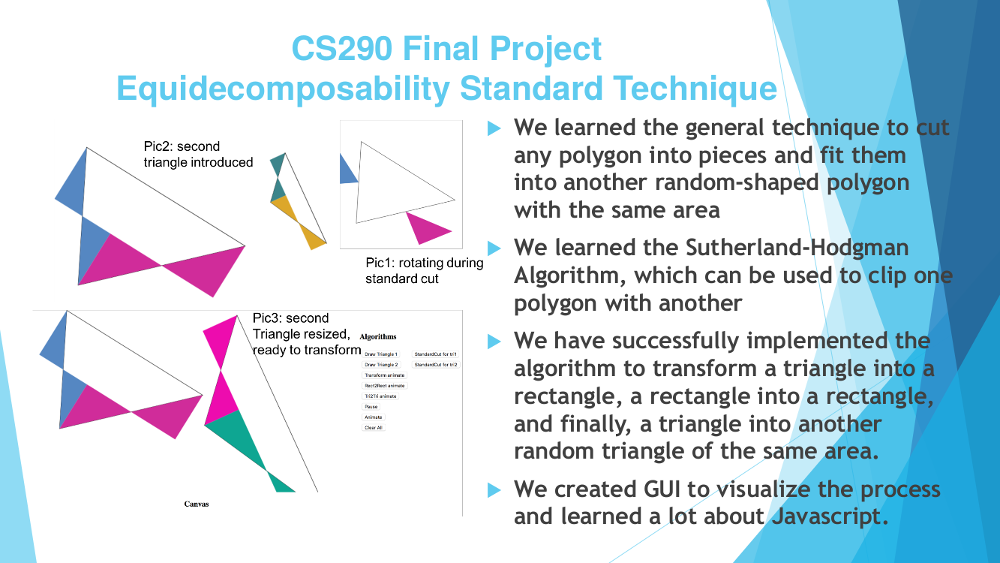 CS290 Final Project
Equidecomposability Standard Technique
Pic2: second
triangle introduced
Pic1: rotating during
standard cut
Pic3: second
Triangle resized,
ready to transform
Algorithms
Draw Triangle 1
StandardCut for tri1
Draw Triangle 2
StandardCut for tri2
Transform animate
Rect2Rect animate
Tri2Tri animate
Pause
Animate
Clear All
Canvas
We learned the general technique to cut
any polygon into pieces and fit them
into another random-shaped polygon
with the same area
We learned the Sutherland-Hodgman
Algorithm, which can be used to clip one
polygon with another
We have successfully implemented the
algorithm to transform a triangle into a
rectangle, a rectangle into a rectangle,
and finally, a triangle into another
random triangle of the same area.
We created GUI to visualize the process
and learned a lot about Javascript.